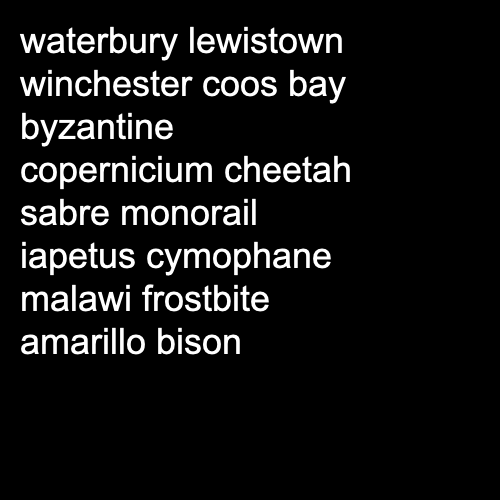 waterbury lewistown
winchester coos bay
byzantine
copernicium cheetah
sabre monorail
iapetus cymophane
malawi frostbite
amarillo bison